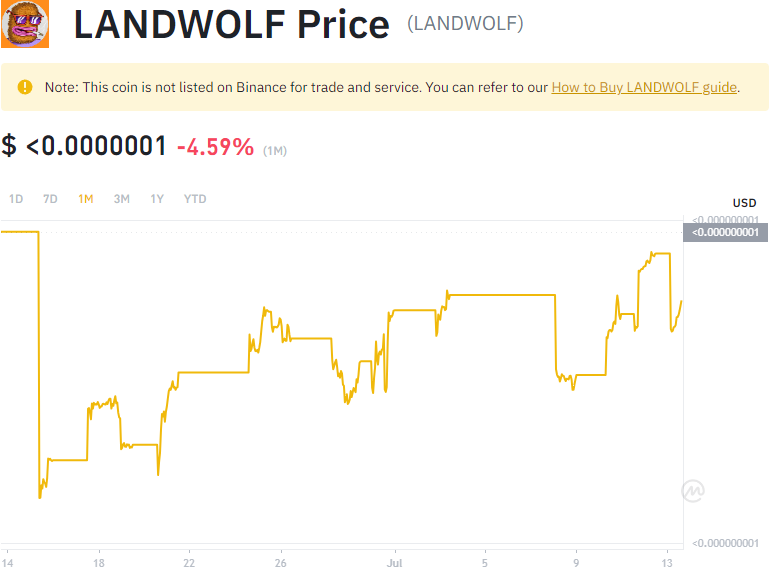 LANDWOLF Price (LANDWOLF)
Note: This coin is not listed on Binance for trade and service. You can refer to our How to Buy LANDWOLF guide.
$ <0.0000001 -4.59% (1M)
1D 7D 1M 3M 1Y YTD
USD
<0.000000001
<0.000000001
<0.000000001
14 18 22 26 Jul 5 9 13